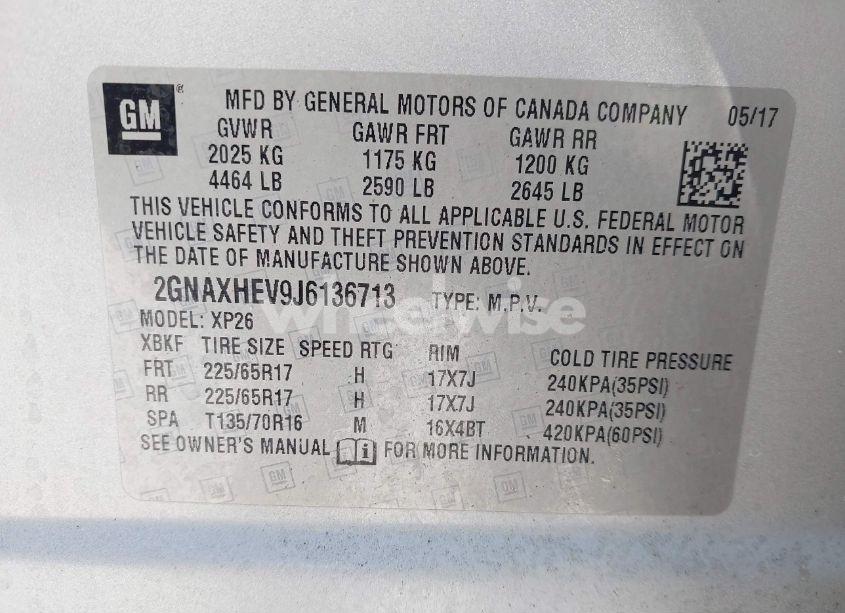 GM ® MFD BY GENERAL MOTORS OF CANADA COMPANY 05/17
GVWR GAWR FRT GAWR RR
2025 KG 1175 KG 1200 KG
4464 LB 2590 LB 2645 LB
THIS VEHICLE CONFORMS TO ALL APPLICABLE U.S. FEDERAL MOTOR
VEHICLE SAFETY AND THEFT PREVENTION STANDARDS IN EFFECT ON
THE DATE OF MANUFACTURE SHOWN ABOVE.
2GNAXHEV9J6136713 TYPE: M.P.V.
wheelwise
MODEL: XP26
XBKF TIRE SIZE SPEED RTG RIM COLD TIRE PRESSURE
FRT 225/65R17 H 17X7J 240KPA(35PSI)
RR 225/65R17 H 17X7J 240KPA(35PSI)
SPA T135/70R16 M 16X4BT 420KPA(60PSI)
SEE OWNER'S MANUAL FOR MORE INFORMATION.